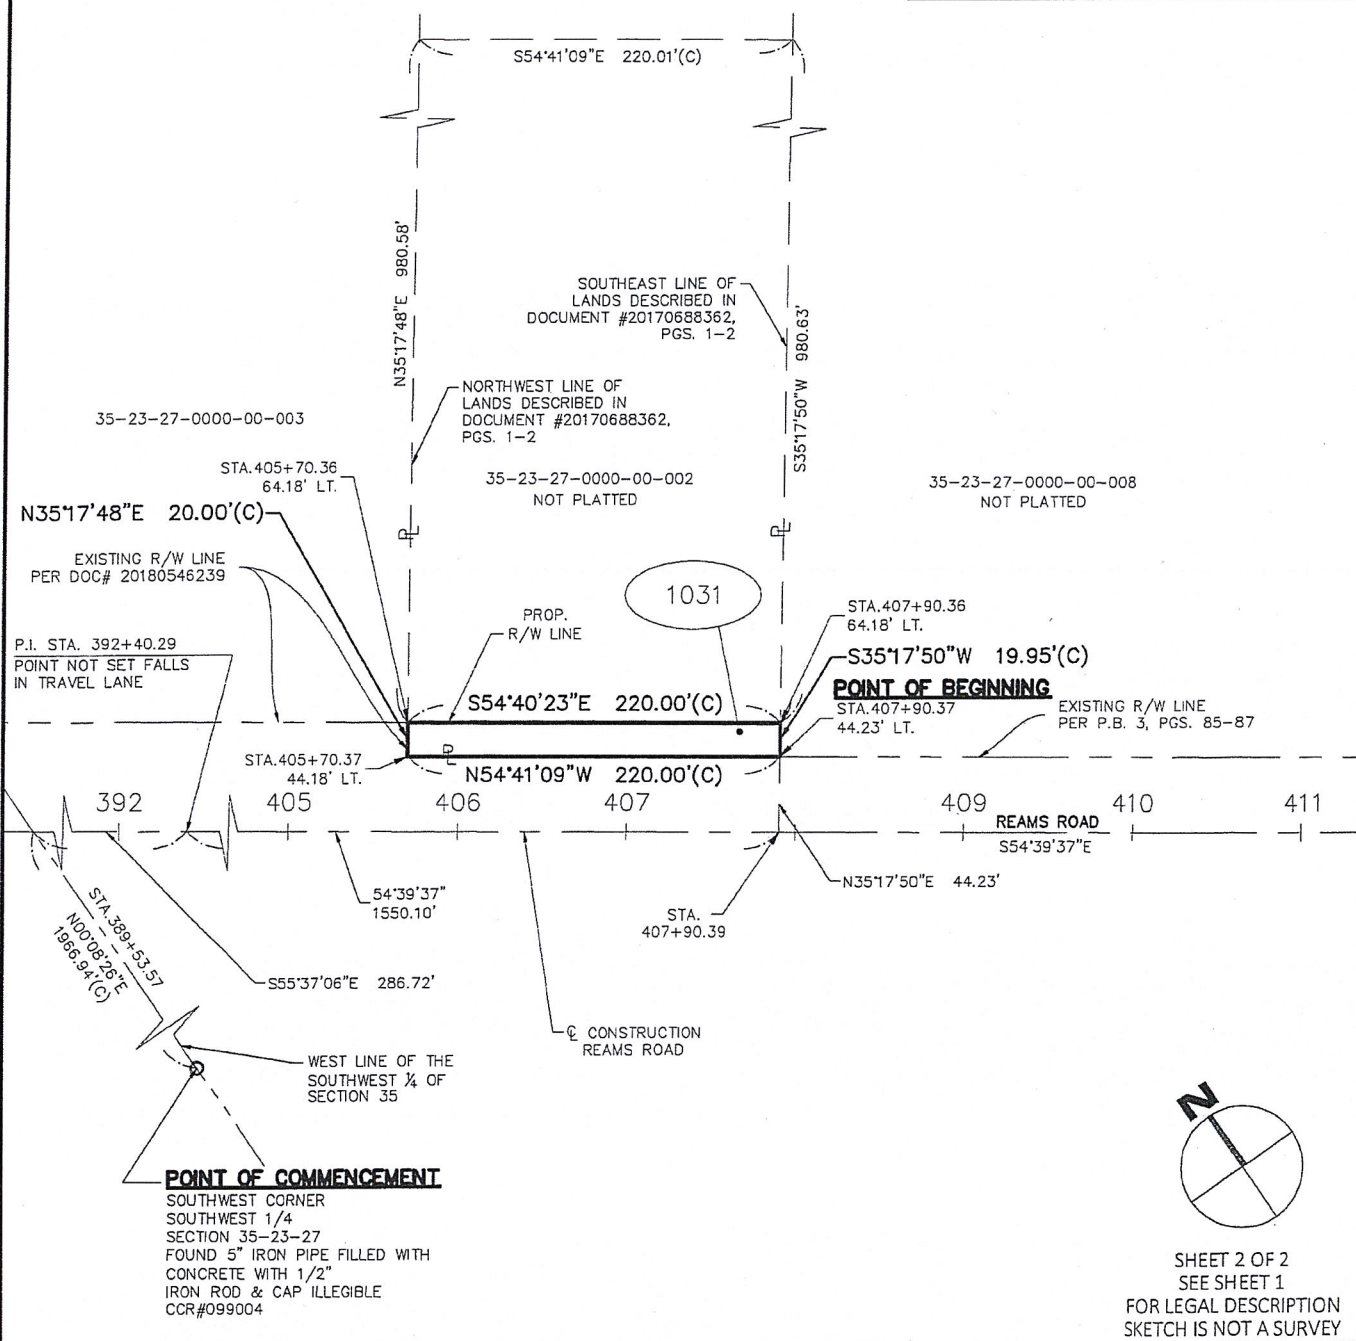 S54°41'09"E 220.01'(C)
N35°17'48"E 980.58'
SOUTHEAST LINE OF
LANDS DESCRIBED IN
DOCUMENT #20170688362,
PGS. 1-2
S35°17'50"W 980.63'
NORTHWEST LINE OF
LANDS DESCRIBED IN
DOCUMENT #20170688362,
PGS. 1-2
35-23-27-0000-00-003
STA.405+70.36
64.18' LT.
35-23-27-0000-00-002
NOT PLATTED
35-23-27-0000-00-008
NOT PLATTED
N35°17'48"E 20.00'(C)
PL
PL
EXISTING R/W LINE
PER DOC# 20180546239
1031
PROP.
R/W LINE
STA.407+90.36
64.18' LT.
P.I. STA. 392+40.29
POINT NOT SET FALLS
IN TRAVEL LANE
S35°17'50"W 19.95'(C)
POINT OF BEGINNING
S54°40'23"E 220.00'(C)
STA.407+90.37
44.23' LT.
EXISTING R/W LINE
PER P.B. 3, PGS. 85-87
PL
STA.405+70.37
44.18' LT.
N54°41'09"W 220.00'(C)
392
405
406
407
409
410
411
REAMS ROAD
S54°39'37"E
N35°17'50"E 44.23'
54°39'37"
1550.10'
STA.
407+90.39
STA.389+53.57
N00°08'26"E
1966.94'(C)
S55°37'06"E 286.72'
℄ CONSTRUCTION
REAMS ROAD
WEST LINE OF THE
SOUTHWEST ¼ OF
SECTION 35
POINT OF COMMENCEMENT
SOUTHWEST CORNER
SOUTHWEST 1/4
SECTION 35-23-27
FOUND 5" IRON PIPE FILLED WITH
CONCRETE WITH 1/2"
IRON ROD & CAP ILLEGIBLE
CCR#099004
N
SHEET 2 OF 2
SEE SHEET 1
FOR LEGAL DESCRIPTION
SKETCH IS NOT A SURVEY